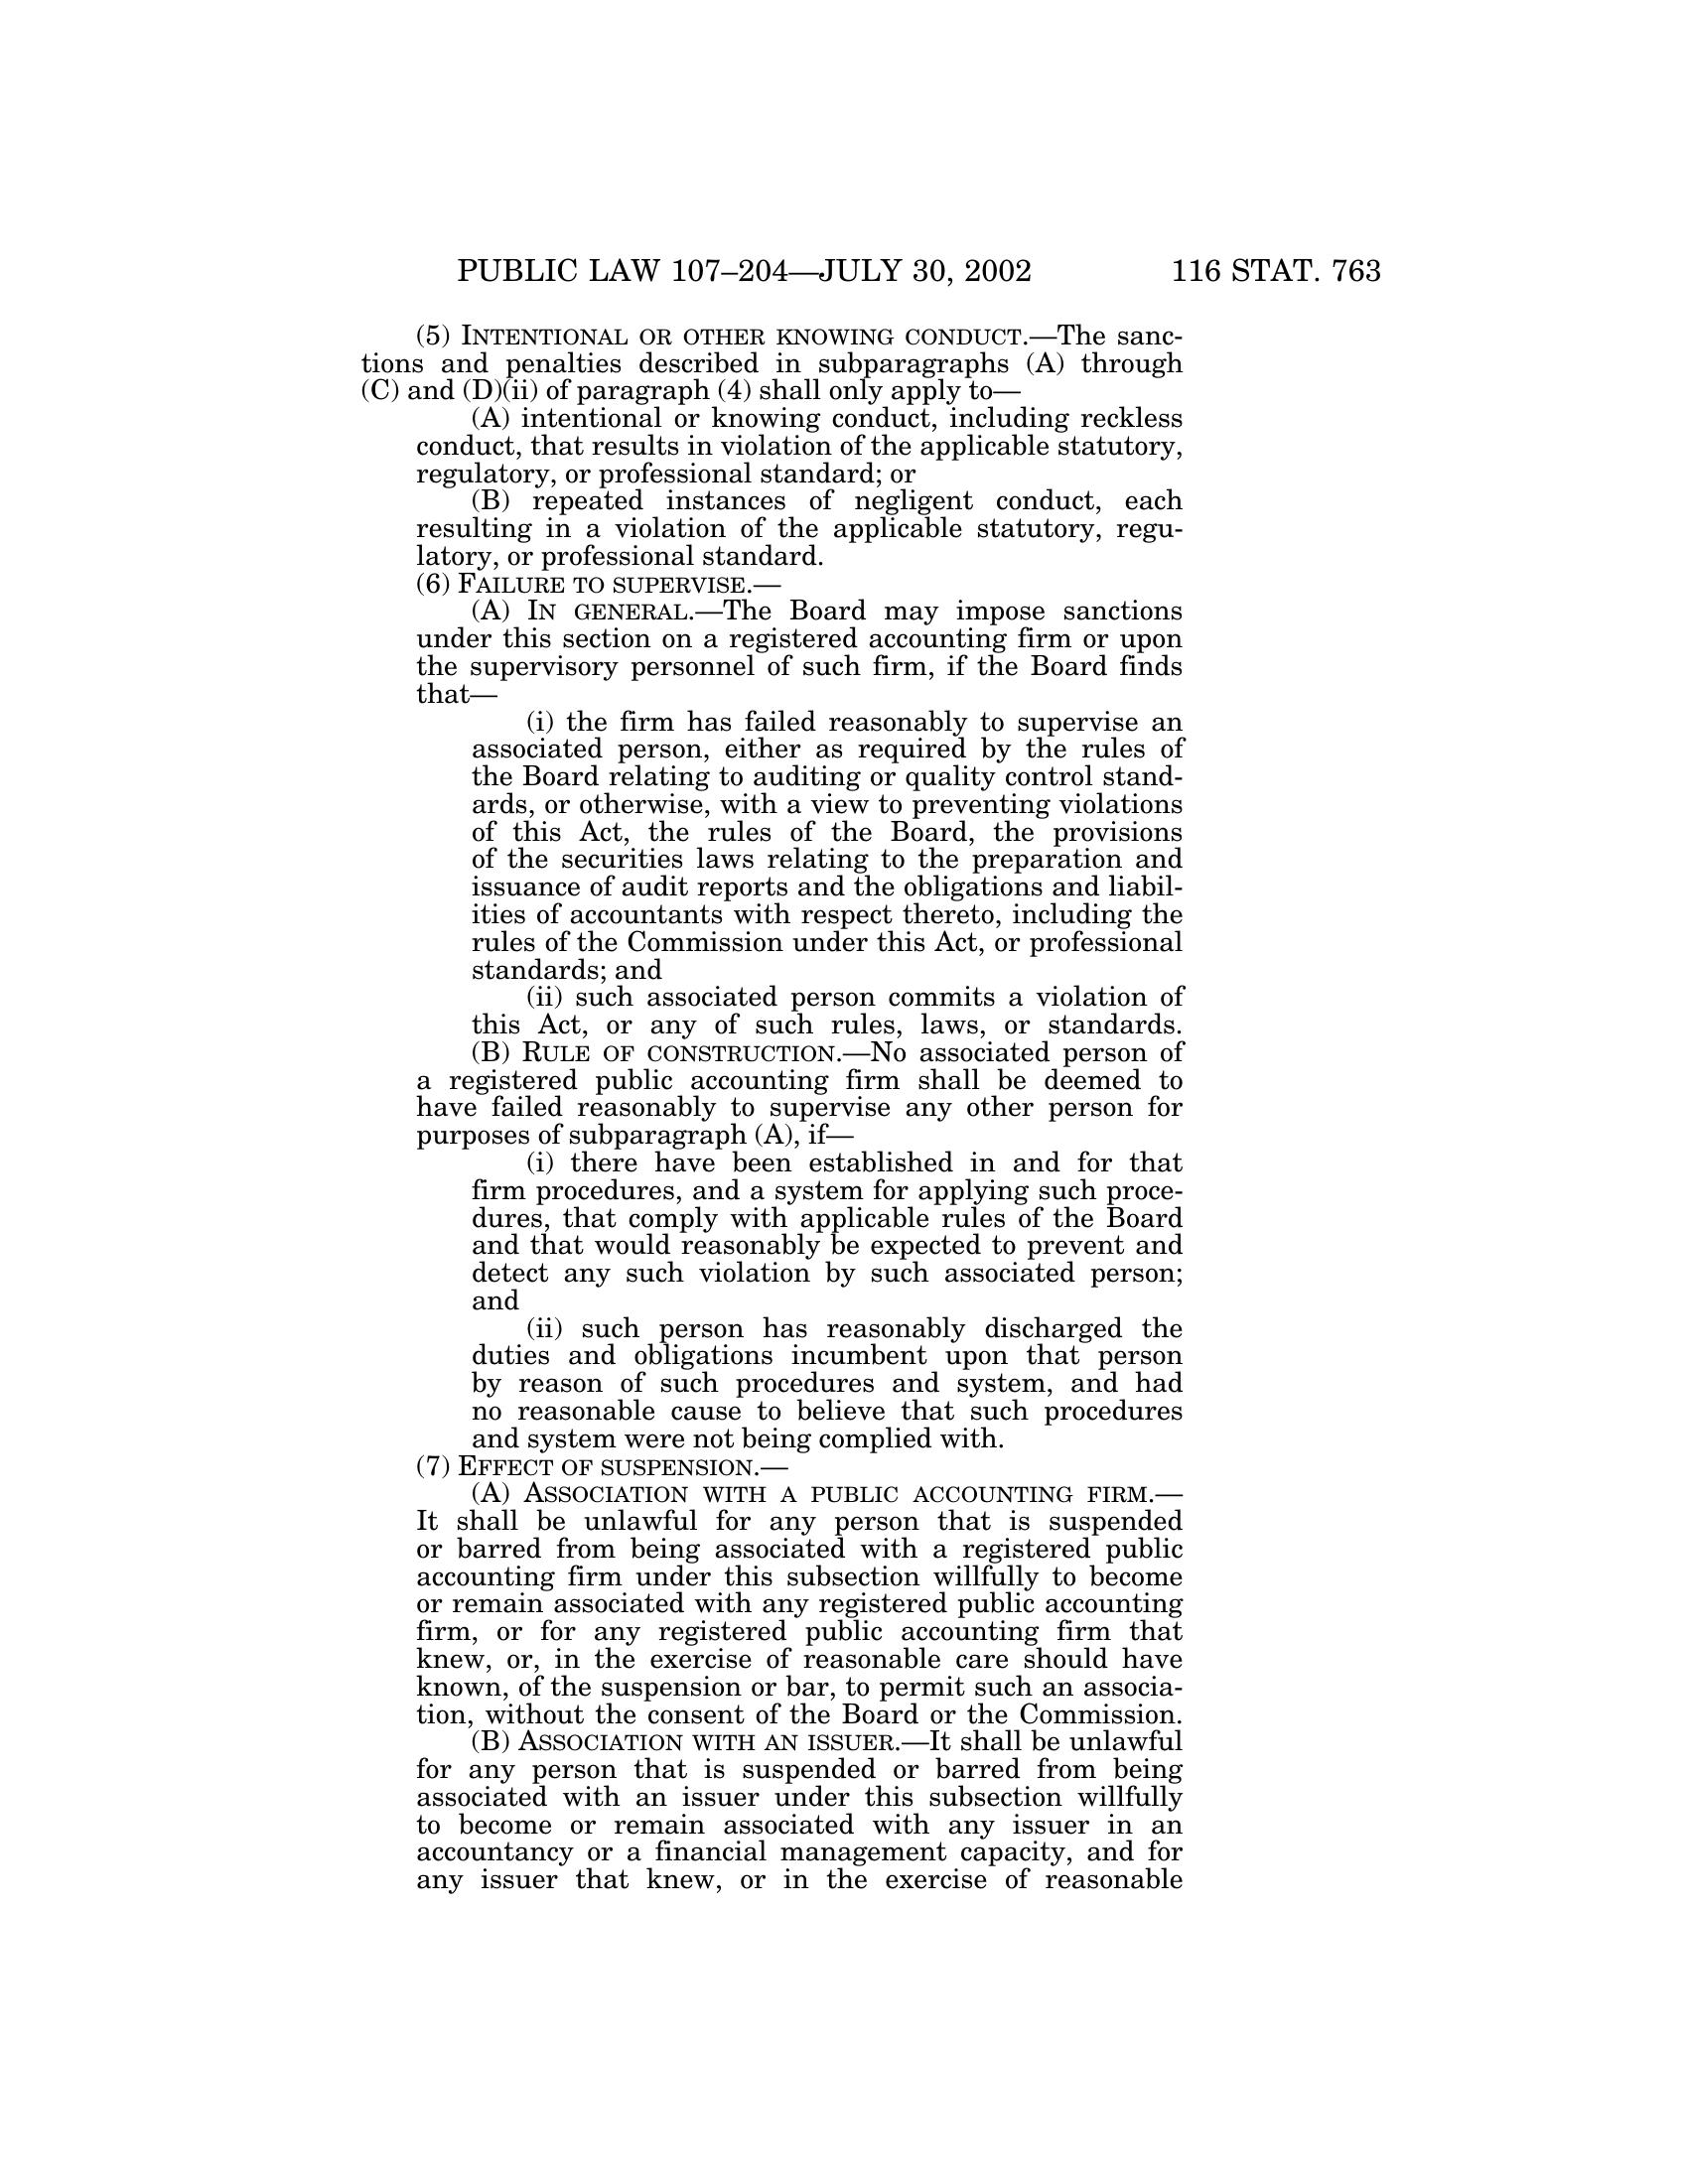 PUBLIC LAW 107–204—JULY 30, 2002 116 STAT. 763
(5) INTENTIONAL OR OTHER KNOWING CONDUCT.—The sanc-
tions and penalties described in subparagraphs (A) through
(C) and (D)(ii) of paragraph (4) shall only apply to—
(A) intentional or knowing conduct, including reckless
conduct, that results in violation of the applicable statutory,
regulatory, or professional standard; or
(B) repeated instances of negligent conduct, each
resulting in a violation of the applicable statutory, regu-
latory, or professional standard.
(6) FAILURE TO SUPERVISE.—
(A) IN GENERAL.—The Board may impose sanctions
under this section on a registered accounting firm or upon
the supervisory personnel of such firm, if the Board finds
that—
(i) the firm has failed reasonably to supervise an
associated person, either as required by the rules of
the Board relating to auditing or quality control stand-
ards, or otherwise, with a view to preventing violations
of this Act, the rules of the Board, the provisions
of the securities laws relating to the preparation and
issuance of audit reports and the obligations and liabil-
ities of accountants with respect thereto, including the
rules of the Commission under this Act, or professional
standards; and
(ii) such associated person commits a violation of
this Act, or any of such rules, laws, or standards.
(B) RULE OF CONSTRUCTION.—No associated person of
a registered public accounting firm shall be deemed to
have failed reasonably to supervise any other person for
purposes of subparagraph (A), if—
(i) there have been established in and for that
firm procedures, and a system for applying such proce-
dures, that comply with applicable rules of the Board
and that would reasonably be expected to prevent and
detect any such violation by such associated person;
and
(ii) such person has reasonably discharged the
duties and obligations incumbent upon that person
by reason of such procedures and system, and had
no reasonable cause to believe that such procedures
and system were not being complied with.
(7) EFFECT OF SUSPENSION.—
(A) ASSOCIATION WITH A PUBLIC ACCOUNTING FIRM.—
It shall be unlawful for any person that is suspended
or barred from being associated with a registered public
accounting firm under this subsection willfully to become
or remain associated with any registered public accounting
firm, or for any registered public accounting firm that
knew, or, in the exercise of reasonable care should have
known, of the suspension or bar, to permit such an associa-
tion, without the consent of the Board or the Commission.
(B) ASSOCIATION WITH AN ISSUER.—It shall be unlawful
for any person that is suspended or barred from being
associated with an issuer under this subsection willfully
to become or remain associated with any issuer in an
accountancy or a financial management capacity, and for
any issuer that knew, or in the exercise of reasonable